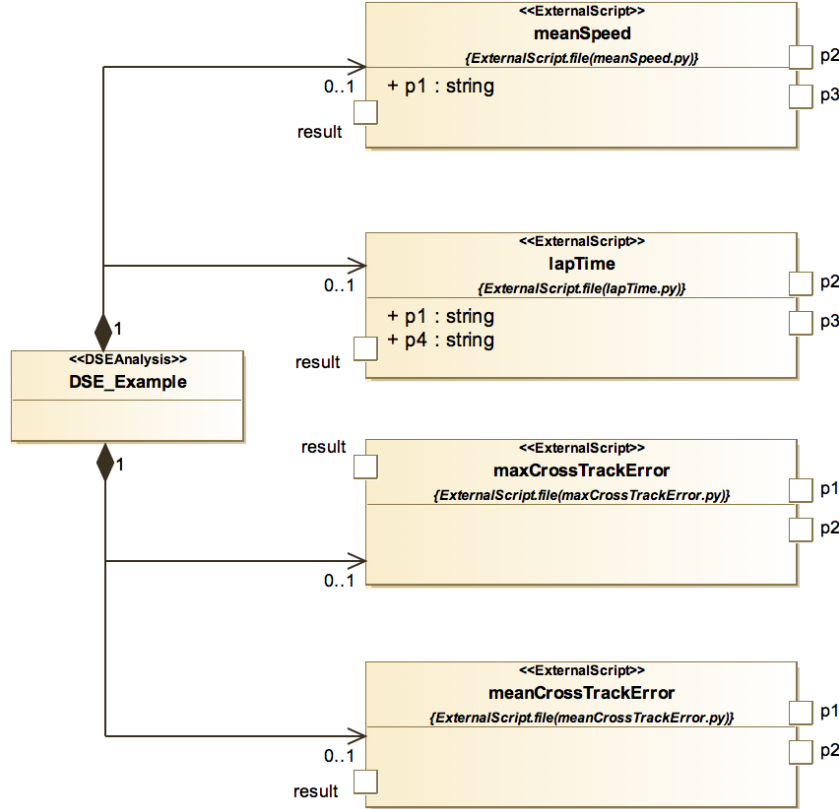 <<ExternalScript>>
meanSpeed
{ExternalScript.file(meanSpeed.py)}
p2
0..1
+ p1 : string
p3
result
<<ExternalScript>>
lapTime
{ExternalScript.file(lapTime.py)}
p2
0..1
+ p1 : string
p3
+ p4 : string
result
1
<<DSEAnalysis>>
DSE_Example
1
result
<<ExternalScript>>
maxCrossTrackError
{ExternalScript.file(maxCrossTrackError.py)}
p1
p2
0..1
<<ExternalScript>>
meanCrossTrackError
{ExternalScript.file(meanCrossTrackError.py)}
p1
p2
0..1
result